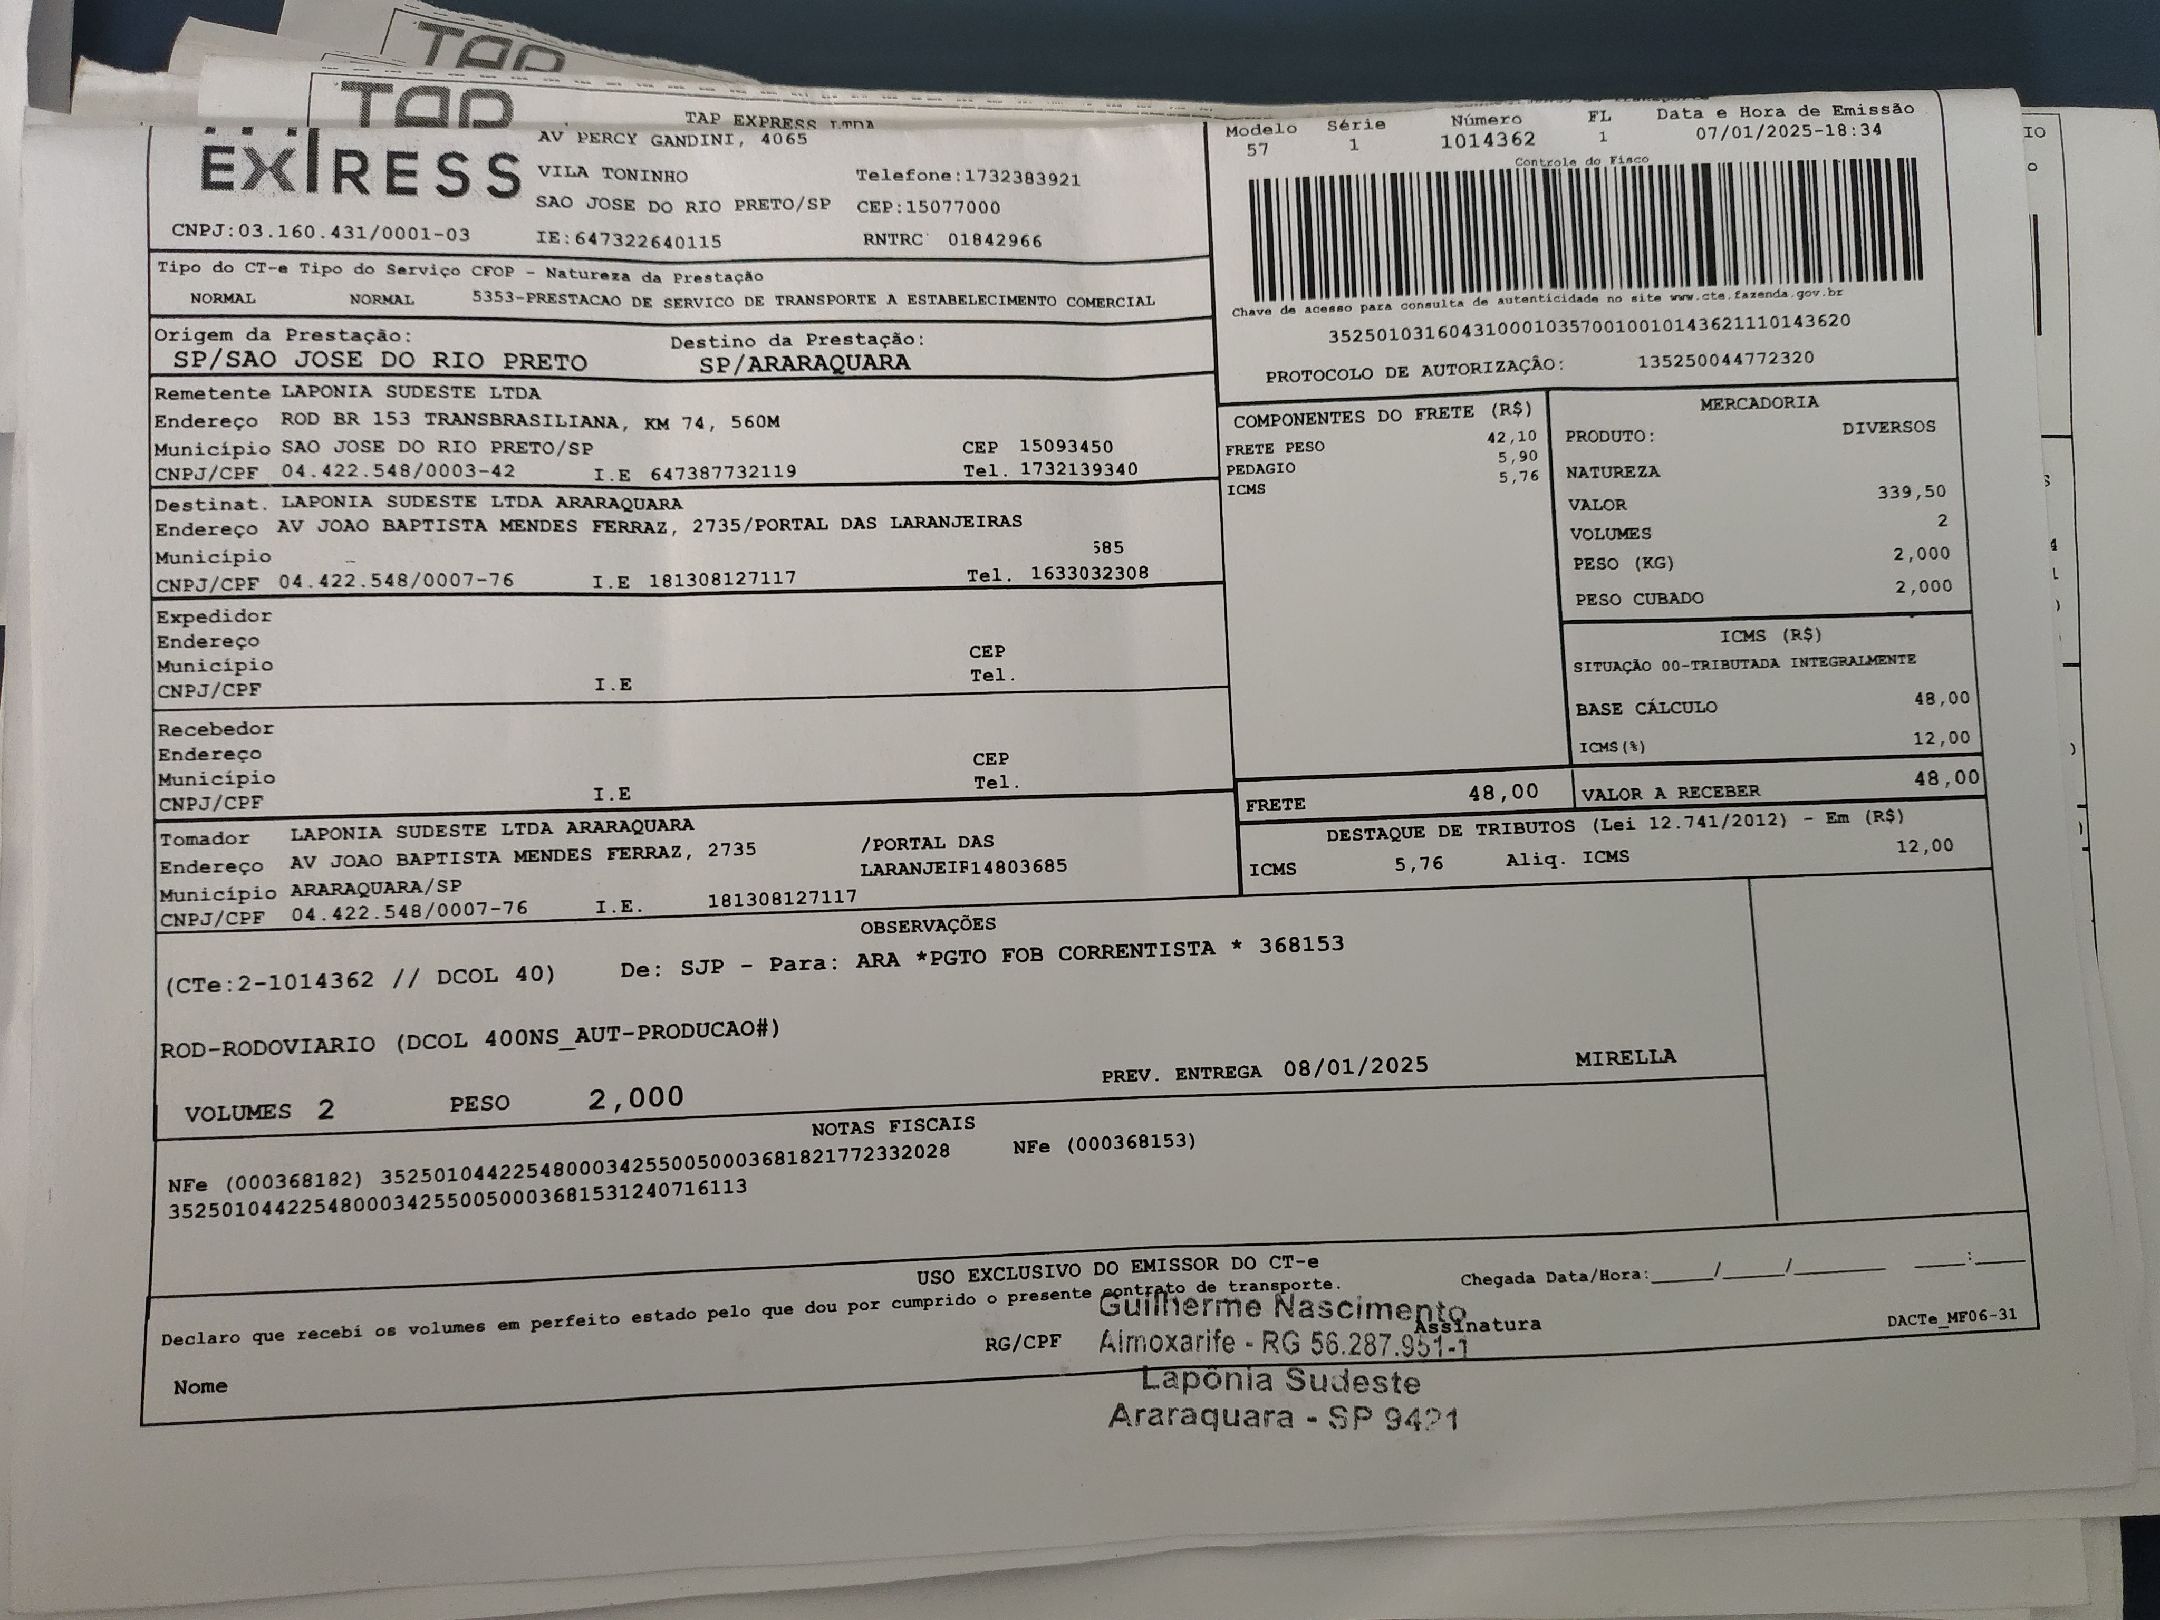 TAP
TAP
EXPRESS
TAP EXPRESS LTDA
AV PERCY GANDINI, 4065
VILA TONINHO Telefone:1732383921
SAO JOSE DO RIO PRETO/SP CEP:15077000
CNPJ:03.160.431/0001-03 IE:647322640115 RNTRC 01842966
Modelo Série Número FL Data e Hora de Emissão
57 1 1014362 1 07/01/2025-18:34
Controle do Fisco
Chave de acesso para consulta de autenticidade no site www.cte.fazenda.gov.br
35250103160431000103570010010143621110143620
PROTOCOLO DE AUTORIZAÇÃO: 135250044772320
Tipo do CT-e Tipo do Serviço CFOP - Natureza da Prestação
NORMAL NORMAL 5353-PRESTACAO DE SERVICO DE TRANSPORTE A ESTABELECIMENTO COMERCIAL
Origem da Prestação: Destino da Prestação:
SP/SAO JOSE DO RIO PRETO SP/ARARAQUARA
Remetente LAPONIA SUDESTE LTDA
Endereço ROD BR 153 TRANSBRASILIANA, KM 74, 560M
Município SAO JOSE DO RIO PRETO/SP CEP 15093450
CNPJ/CPF 04.422.548/0003-42 I.E 647387732119 Tel. 1732139340
Destinat. LAPONIA SUDESTE LTDA ARARAQUARA
Endereço AV JOAO BAPTISTA MENDES FERRAZ, 2735/PORTAL DAS LARANJEIRAS
Município 585
CNPJ/CPF 04.422.548/0007-76 I.E 181308127117 Tel. 1633032308
Expedidor
Endereço
Município CEP
CNPJ/CPF I.E Tel.
Recebedor
Endereço
Município CEP
CNPJ/CPF I.E Tel.
Tomador LAPONIA SUDESTE LTDA ARARAQUARA
Endereço AV JOAO BAPTISTA MENDES FERRAZ, 2735 /PORTAL DAS
Município ARARAQUARA/SP LARANJEIF14803685
CNPJ/CPF 04.422.548/0007-76 I.E. 181308127117
COMPONENTES DO FRETE (R$)
FRETE PESO 42,10
PEDAGIO 5,90
ICMS 5,76
MERCADORIA
PRODUTO: DIVERSOS
NATUREZA
VALOR 339,50
VOLUMES 2
PESO (KG) 2,000
PESO CUBADO 2,000
ICMS (R$)
SITUAÇÃO 00-TRIBUTADA INTEGRALMENTE
BASE CÁLCULO 48,00
ICMS(%) 12,00
FRETE 48,00 VALOR A RECEBER 48,00
DESTAQUE DE TRIBUTOS (Lei 12.741/2012) - Em (R$)
ICMS 5,76 Aliq. ICMS 12,00
OBSERVAÇÕES
(CTe:2-1014362 // DCOL 40) De: SJP - Para: ARA *PGTO FOB CORRENTISTA * 368153
ROD-RODOVIARIO (DCOL 400NS_AUT-PRODUCAO#)
PREV. ENTREGA 08/01/2025 MIRELLA
VOLUMES 2 PESO 2,000
NOTAS FISCAIS
NFe (000368182) 35250104422548000342550050003681821772332028 NFe (000368153)
35250104422548000342550050003681531240716113
USO EXCLUSIVO DO EMISSOR DO CT-e
Declaro que recebi os volumes em perfeito estado pelo que dou por cumprido o presente contrato de transporte.
Chegada Data/Hora:_____/_____/________ ____:____
RG/CPF Assinatura DACTe_MF06-31
Nome
Guilherme Nascimento
Almoxarife - RG 56.287.951-1
Lapônia Sudeste
Araraquara - SP 9421